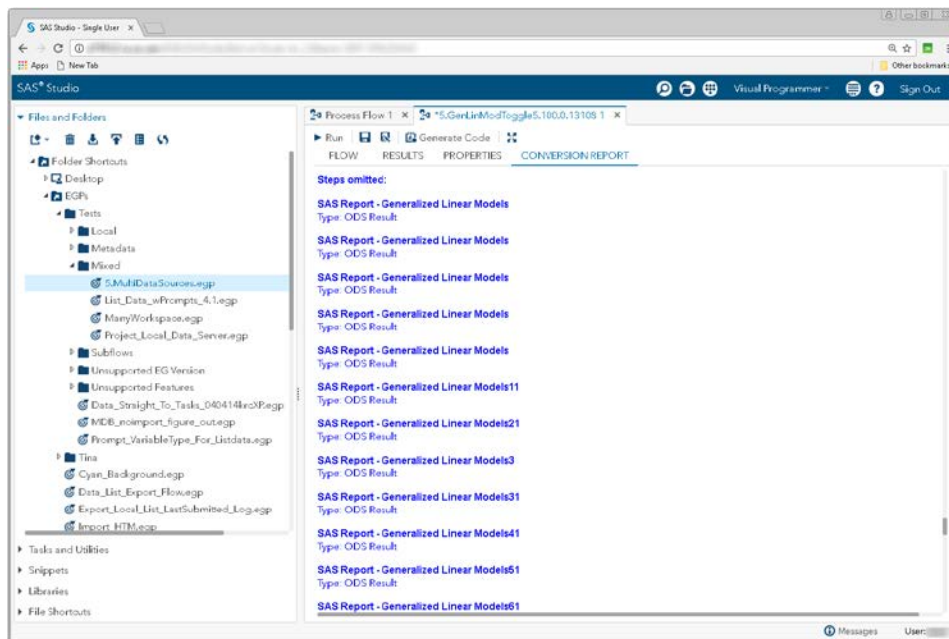 SAS Studio - Single User
Apps New Tab Other bookmarks
SAS® Studio Visual Programmer Sign Out
Files and Folders
Folder Shortcuts
Desktop
EGPs
Tests
Local
Metadata
Mixed
5.MultiDataSources.egp
List_Data_wPrompts_4.1.egp
ManyWorkspace.egp
Project_Local_Data_Server.egp
Subflows
Unsupported EG Version
Unsupported Features
MDB_noimport_figure_out.egp
Prompt_VariableType_For_Listdata.egp
Tina
Cyan_Background.egp
Data_List_Export_Flow.egp
Export_Local_List_LastSubmitted_Log.egp
Import_HTM.egp
Tasks and Utilities
Snippets
Libraries
File Shortcuts
Process Flow 1 *5.GenLinModToggle5.100.0.13108 1
Run Generate Code
FLOW RESULTS PROPERTIES CONVERSION REPORT
Steps omitted:
SAS Report - Generalized Linear Models
Type: ODS Result
SAS Report - Generalized Linear Models
Type: ODS Result
SAS Report - Generalized Linear Models
Type: ODS Result
SAS Report - Generalized Linear Models
Type: ODS Result
SAS Report - Generalized Linear Models
Type: ODS Result
SAS Report - Generalized Linear Models11
Type: ODS Result
SAS Report - Generalized Linear Models21
Type: ODS Result
SAS Report - Generalized Linear Models3
Type: ODS Result
SAS Report - Generalized Linear Models31
Type: ODS Result
SAS Report - Generalized Linear Models41
Type: ODS Result
SAS Report - Generalized Linear Models51
Type: ODS Result
SAS Report - Generalized Linear Models61
Messages User: